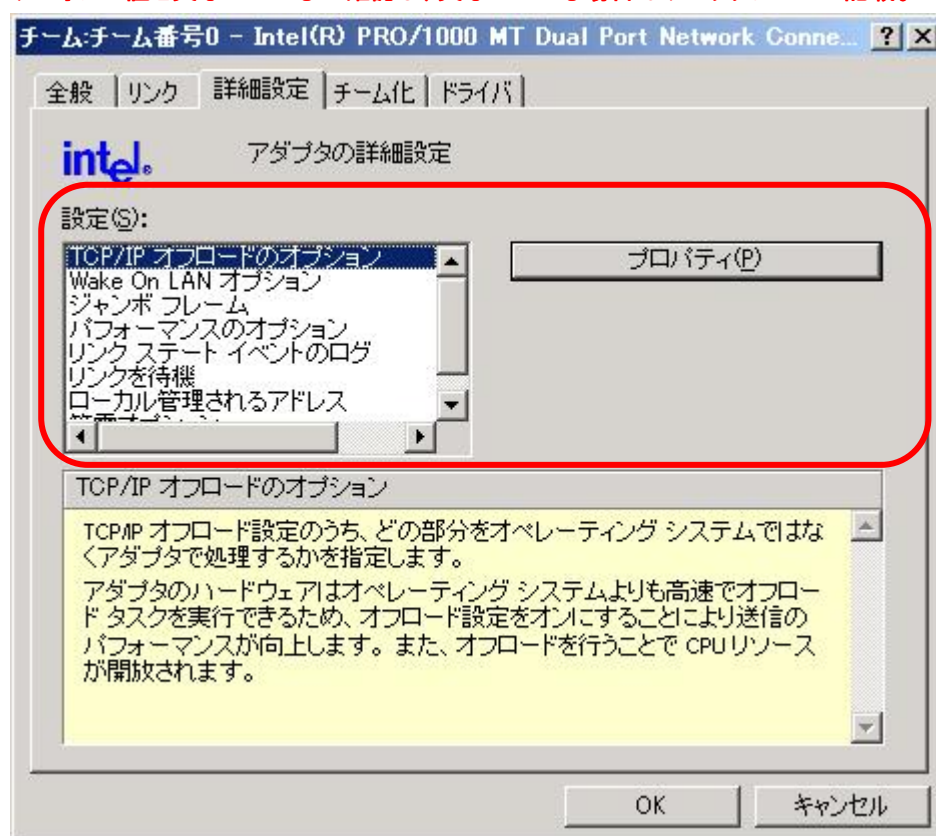 チーム:チーム番号0 - Intel(R) PRO/1000 MT Dual Port Network Conne...
全般 リンク 詳細設定 チーム化 ドライバ
intel® アダプタの詳細設定
設定(S):
TCP/IP オフロードのオプション
プロパティ(P)
Wake On LAN オプション
ジャンボ フレーム
パフォーマンスのオプション
リンク ステート イベントのログ
リンクを待機
ローカル管理されるアドレス
TCP/IP オフロードのオプション
TCP/IP オフロード設定のうち、どの部分をオペレーティング システムではな
くアダプタで処理するかを指定します。
アダプタのハードウェアはオペレーティング システムよりも高速でオフロー
ド タスクを実行できるため、オフロード設定をオンにすることにより送信の
パフォーマンスが向上します。また、オフロードを行うことで CPU リソース
が開放されます。
OK キャンセル